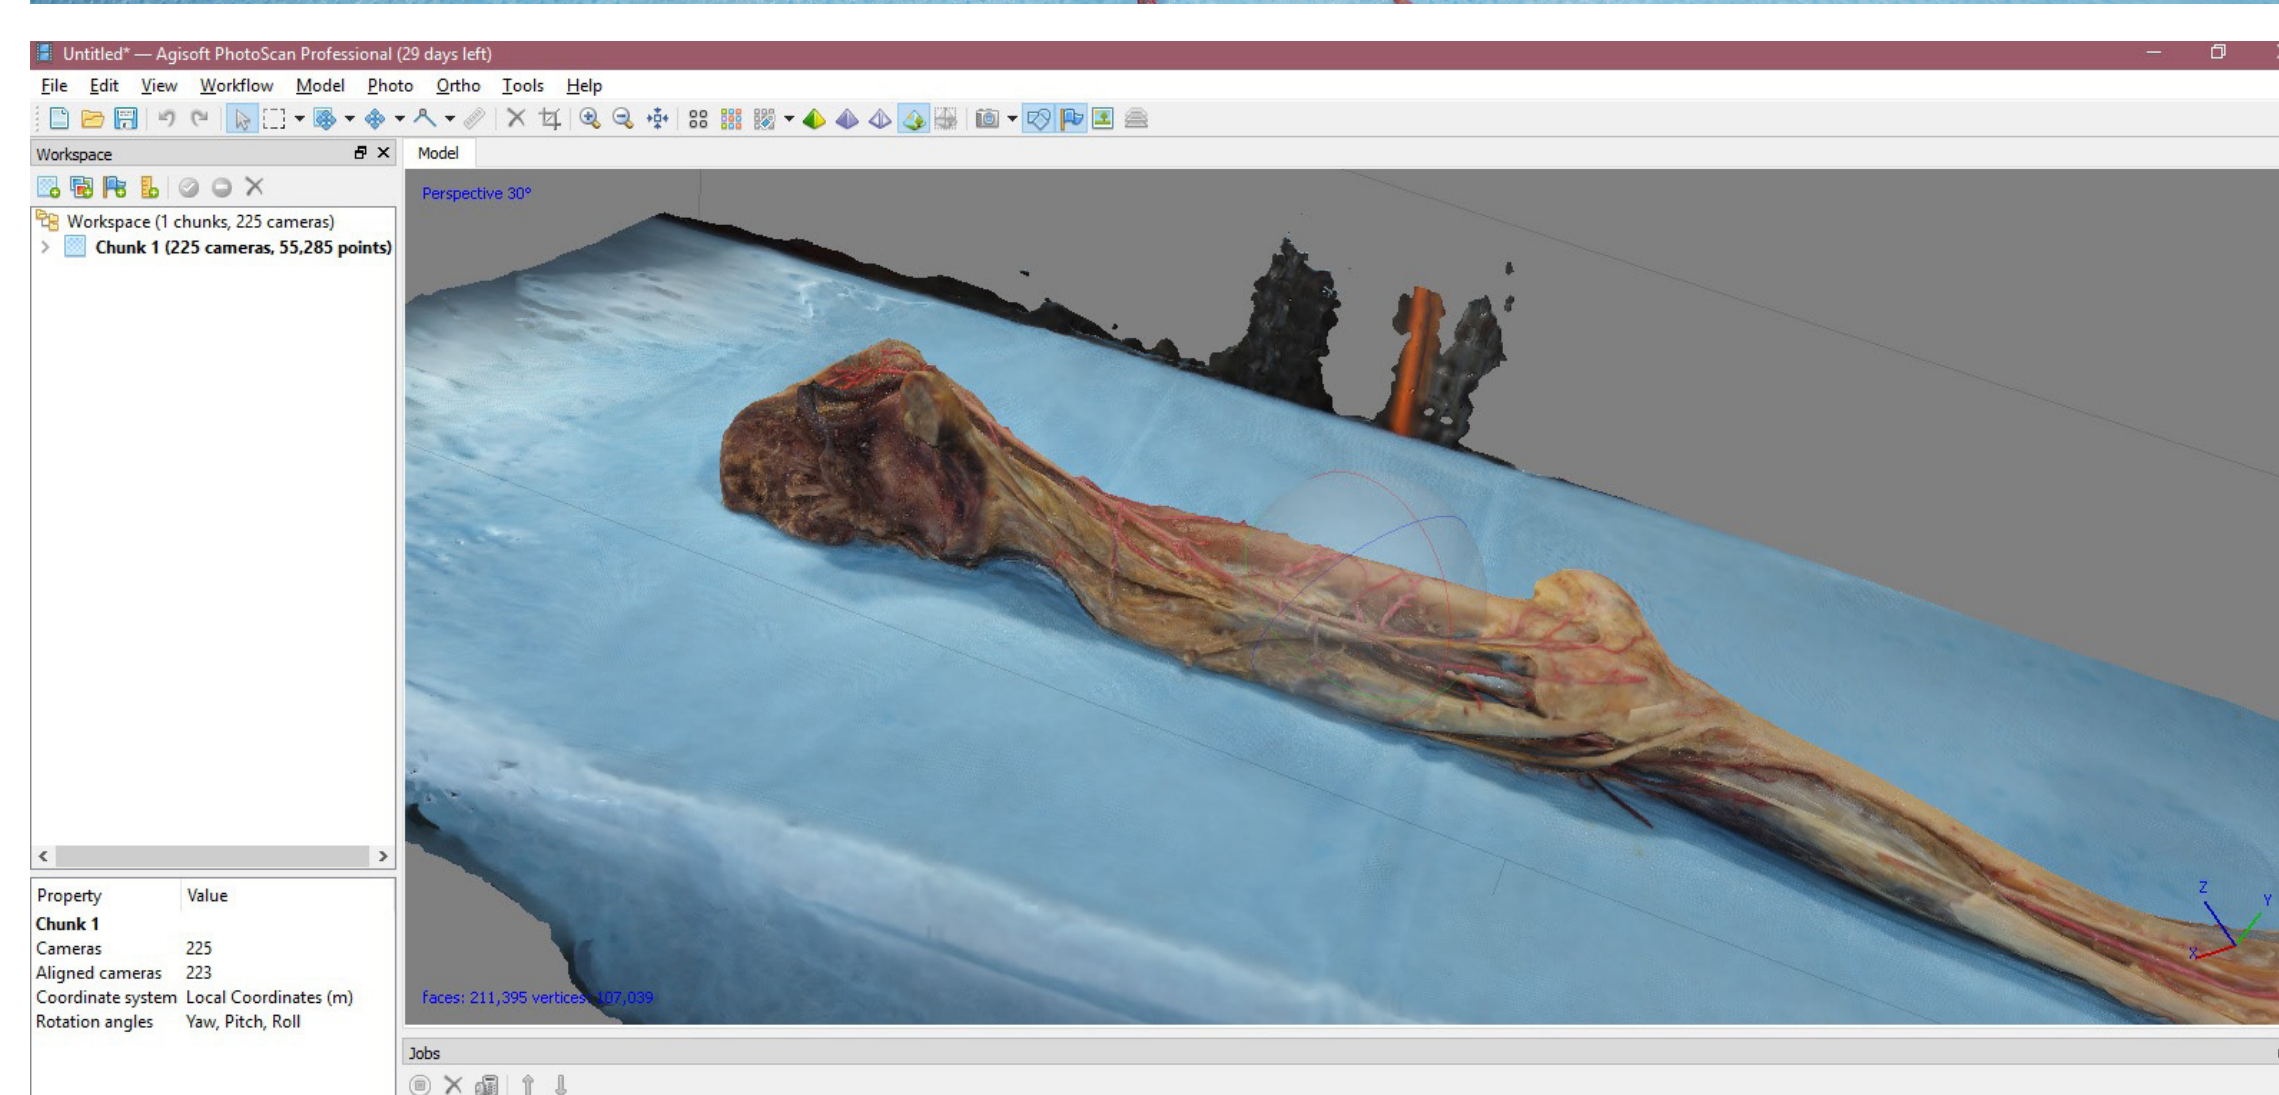 Untitled* — Agisoft PhotoScan Professional (29 days left)
File Edit View Workflow Model Photo Ortho Tools Help
Workspace
Model
Perspective 30°
Workspace (1 chunks, 225 cameras)
Chunk 1 (225 cameras, 55,285 points)
Property Value
Chunk 1
Cameras 225
Aligned cameras 223
Coordinate system Local Coordinates (m)
Rotation angles Yaw, Pitch, Roll
Z
Y
X
faces: 211,395 vertices: 107,039
Jobs